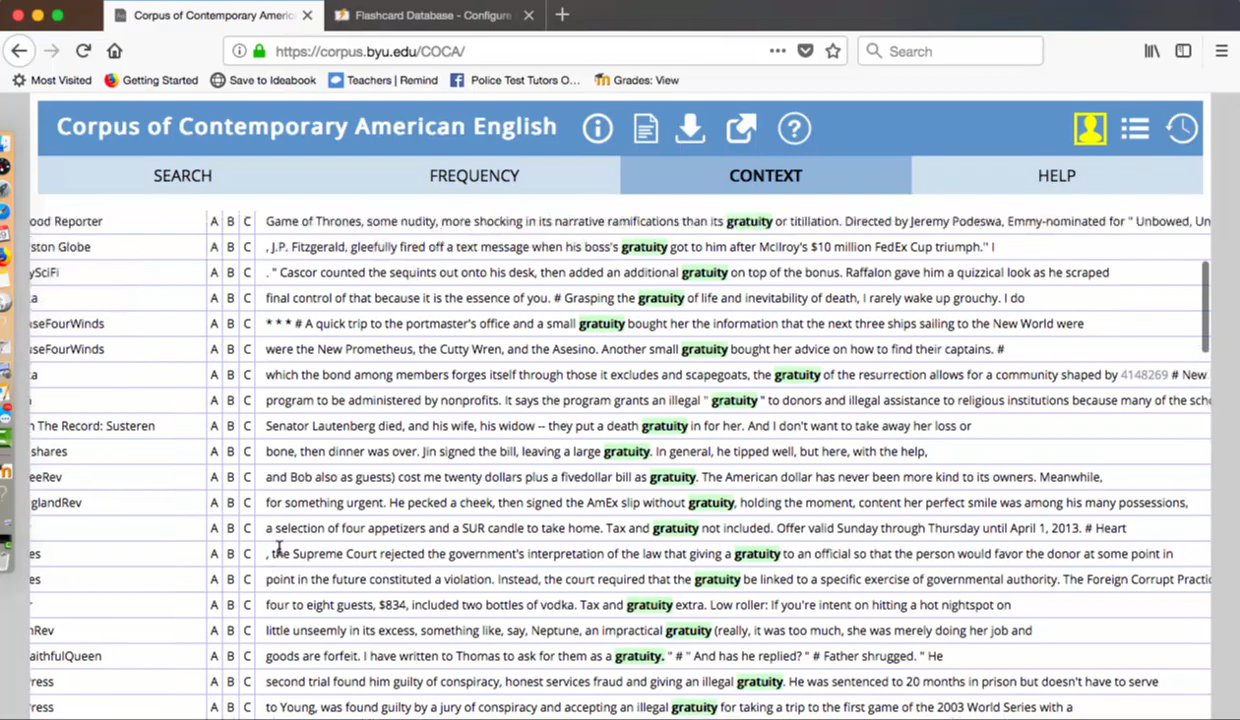 Corpus of Contemporary Americ
Flashcard Database - Configur
https://corpus.byu.edu/COCA/
Search
Most Visited Getting Started Save to Ideabook Teachers | Remind Police Test Tutors O... Grades: View
Corpus of Contemporary American English
SEARCH FREQUENCY CONTEXT HELP
ood Reporter A B C Game of Thrones, some nudity, more shocking in its narrative ramifications than its gratuity or titillation. Directed by Jeremy Podeswa, Emmy-nominated for " Unbowed, Un
ston Globe A B C , J.P. Fitzgerald, gleefully fired off a text message when his boss's gratuity got to him after McIlroy's $10 million FedEx Cup triumph." I
ySciFi A B C . " Cascor counted the sequints out onto his desk, then added an additional gratuity on top of the bonus. Raffalon gave him a quizzical look as he scraped
ca A B C final control of that because it is the essence of you. # Grasping the gratuity of life and inevitability of death, I rarely wake up grouchy. I do
useFourWinds A B C * * * # A quick trip to the portmaster's office and a small gratuity bought her the information that the next three ships sailing to the New World were
useFourWinds A B C were the New Prometheus, the Cutty Wren, and the Asesino. Another small gratuity bought her advice on how to find their captains. #
ca A B C which the bond among members forges itself through those it excludes and scapegoats, the gratuity of the resurrection allows for a community shaped by 4148269 # New
A B C program to be administered by nonprofits. It says the program grants an illegal " gratuity " to donors and illegal assistance to religious institutions because many of the scho
n The Record: Susteren A B C Senator Lautenberg died, and his wife, his widow -- they put a death gratuity in for her. And I don't want to take away her loss or
shares A B C bone, then dinner was over. Jin signed the bill, leaving a large gratuity. In general, he tipped well, but here, with the help,
eeRev A B C and Bob also as guests) cost me twenty dollars plus a fivedollar bill as gratuity. The American dollar has never been more kind to its owners. Meanwhile,
nglandRev A B C for something urgent. He pecked a cheek, then signed the AmEx slip without gratuity, holding the moment, content her perfect smile was among his many possessions,
A B C a selection of four appetizers and a SUR candle to take home. Tax and gratuity not included. Offer valid Sunday through Thursday until April 1, 2013. # Heart
es A B C , the Supreme Court rejected the government's interpretation of the law that giving a gratuity to an official so that the person would favor the donor at some point in
es A B C point in the future constituted a violation. Instead, the court required that the gratuity be linked to a specific exercise of governmental authority. The Foreign Corrupt Practic
A B C four to eight guests, $834, included two bottles of vodka. Tax and gratuity extra. Low roller: If you're intent on hitting a hot nightspot on
nRev A B C little unseemly in its excess, something like, say, Neptune, an impractical gratuity (really, it was too much, she was merely doing her job and
aithfulQueen A B C goods are forfeit. I have written to Thomas to ask for them as a gratuity. " # " And has he replied? " # Father shrugged. " He
Press A B C second trial found him guilty of conspiracy, honest services fraud and giving an illegal gratuity. He was sentenced to 20 months in prison but doesn't have to serve
Press A B C to Young, was found guilty by a jury of conspiracy and accepting an illegal gratuity for taking a trip to the first game of the 2003 World Series with a